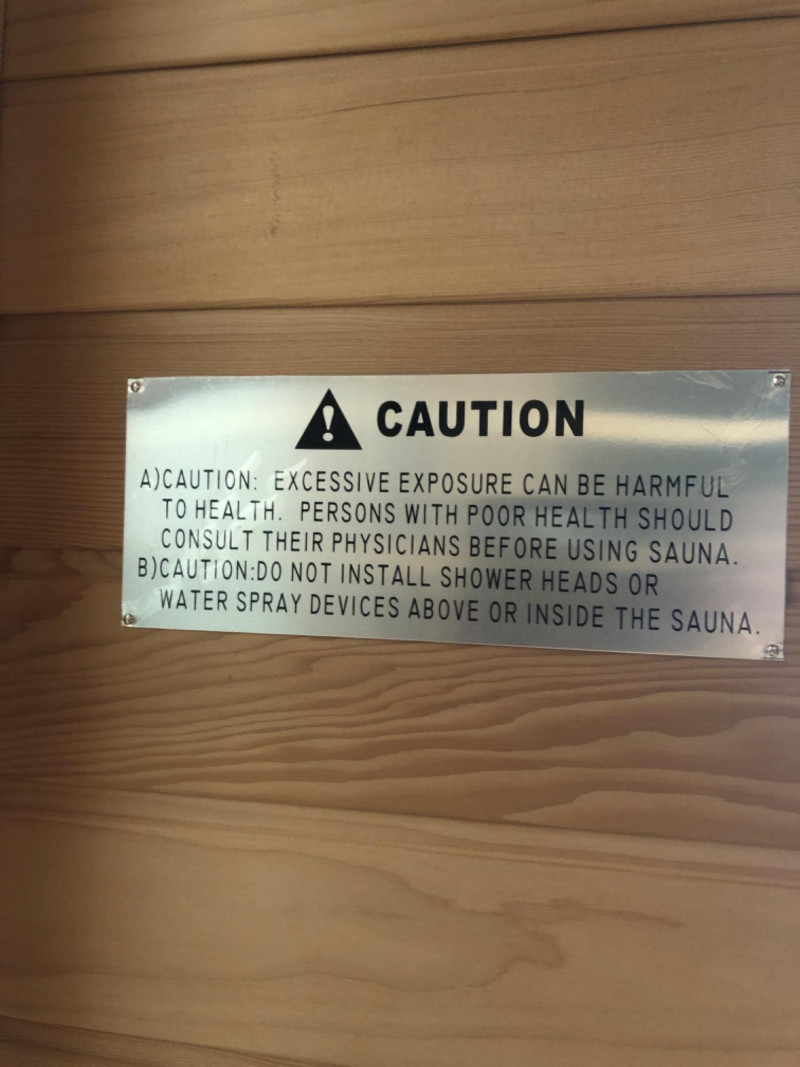 CAUTION
A)CAUTION: EXCESSIVE EXPOSURE CAN BE HARMFUL
TO HEALTH. PERSONS WITH POOR HEALTH SHOULD
CONSULT THEIR PHYSICIANS BEFORE USING SAUNA.
B)CAUTION:DO NOT INSTALL SHOWER HEADS OR
WATER SPRAY DEVICES ABOVE OR INSIDE THE SAUNA.